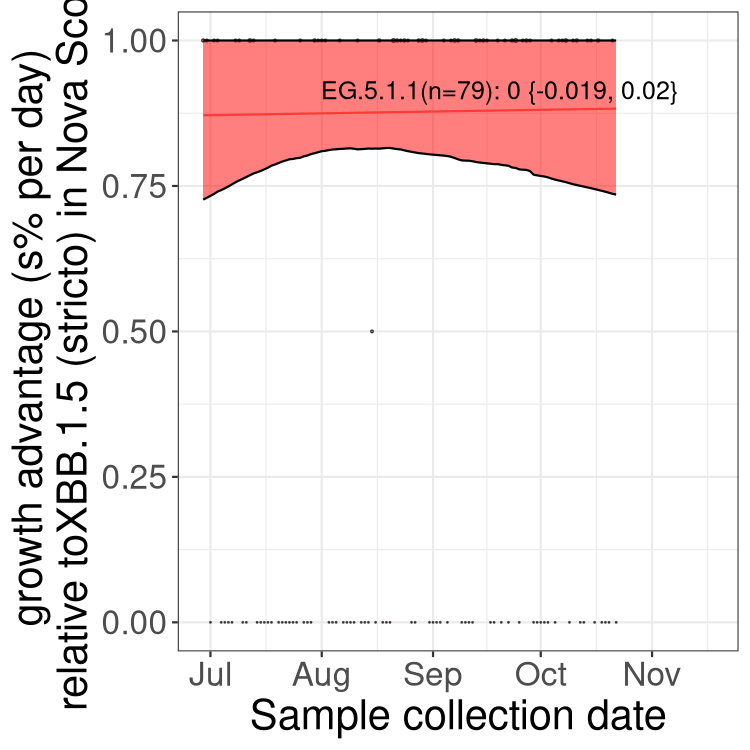 growth advantage (s% per day)
relative toXBB.1.5 (stricto) in Nova Sco
1.00
0.75
0.50
0.25
0.00
EG.5.1.1(n=79): 0 {-0.019, 0.02}
Jul Aug Sep Oct Nov
Sample collection date